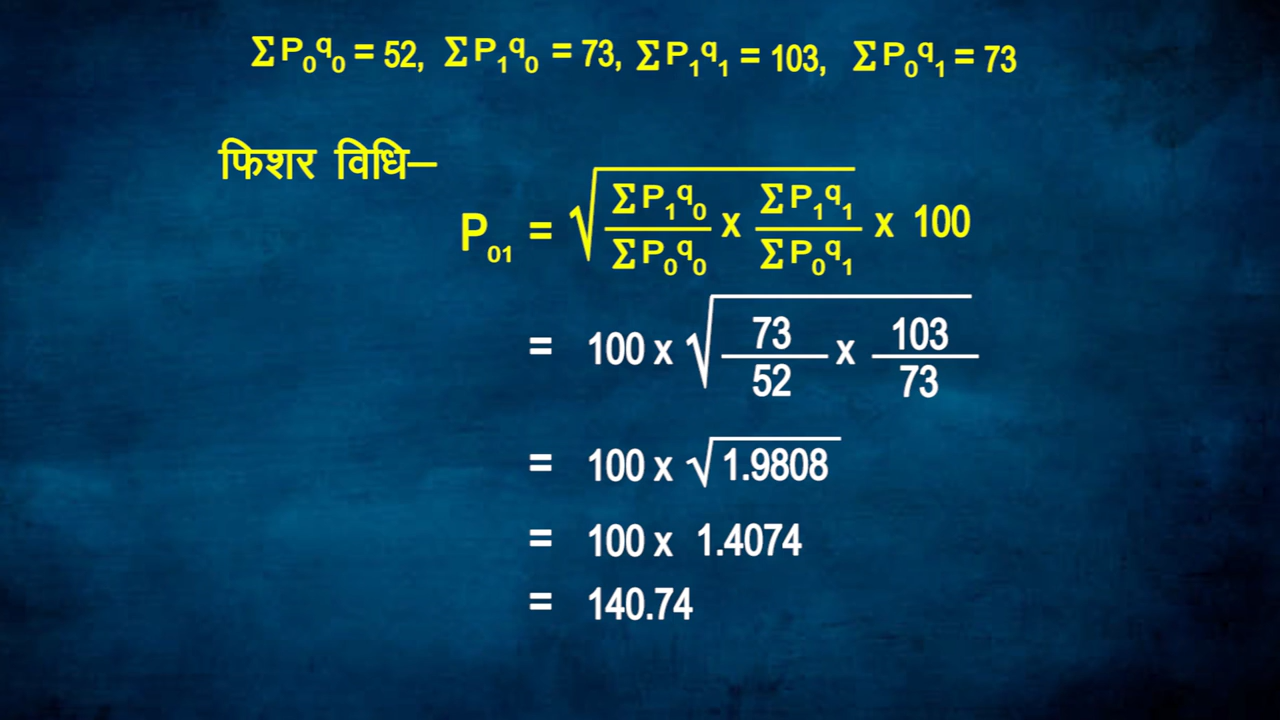 ΣP₀q₀ = 52, ΣP₁q₀ = 73, ΣP₁q₁ = 103, ΣP₀q₁ = 73
फिशर विधि–
P₀₁ = √(ΣP₁q₀/ΣP₀q₀ x ΣP₁q₁/ΣP₀q₁) x 100
= 100 x √(73/52 x 103/73)
= 100 x √1.9808
= 100 x 1.4074
= 140.74